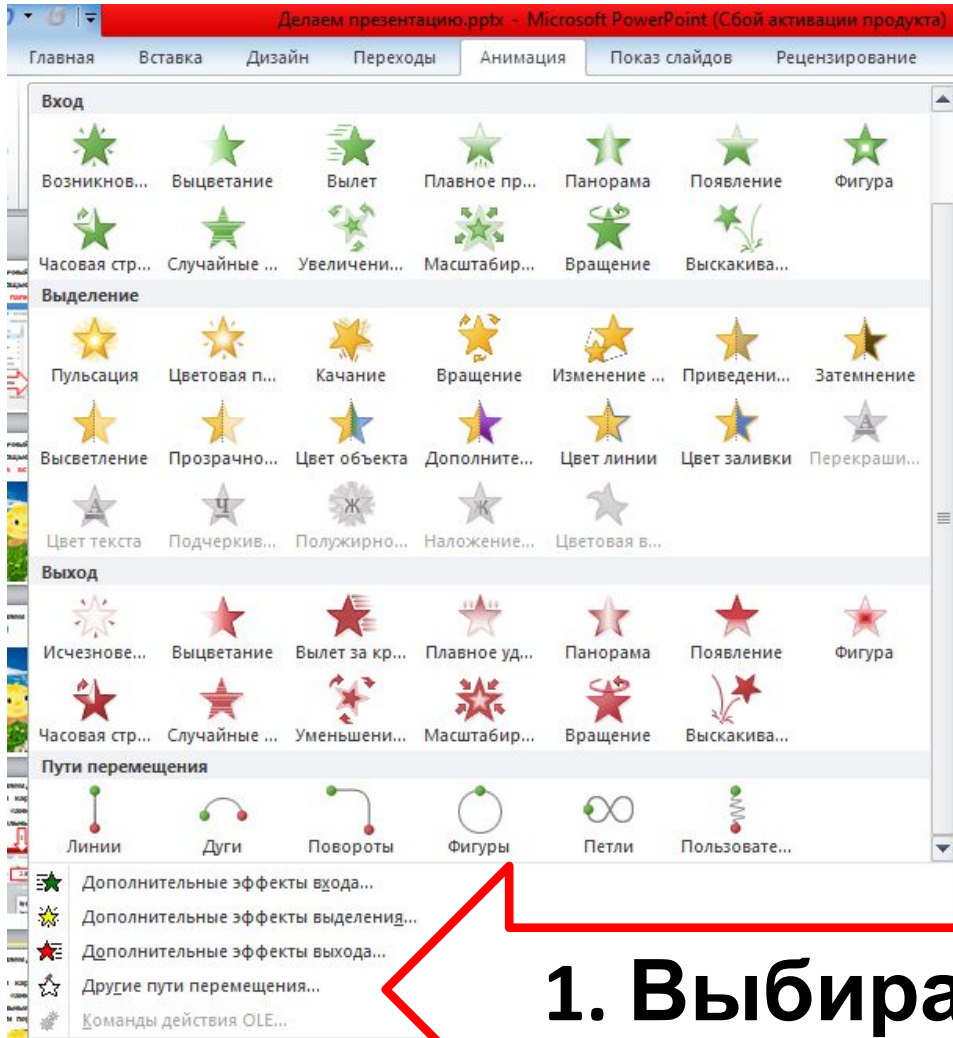 Делаем презентацию.pptx - Microsoft PowerPoint (Сбой активации продукта)
Главная Вставка Дизайн Переходы Анимация Показ слайдов Рецензирование
Вход
Возникнов... Выцветание Вылет Плавное пр... Панорама Появление Фигура
Часовая стр... Случайные ... Увеличени... Масштабир... Вращение Выскакива...
Выделение
Пульсация Цветовая п... Качание Вращение Изменение ... Приведени... Затемнение
Высветление Прозрачно... Цвет объекта Дополните... Цвет линии Цвет заливки Перекраши...
Цвет текста Подчеркив... Полужирно... Наложение... Цветовая в...
Выход
Исчезнове... Выцветание Вылет за кр... Плавное уд... Панорама Появление Фигура
Часовая стр... Случайные ... Уменьшени... Масштабир... Вращение Выскакива...
Пути перемещения
Линии Дуги Повороты Фигуры Петли Пользовате...
Дополнительные эффекты входа...
Дополнительные эффекты выделения...
Дополнительные эффекты выхода...
Другие пути перемещения...
Команды действия OLE...
1. Выбира